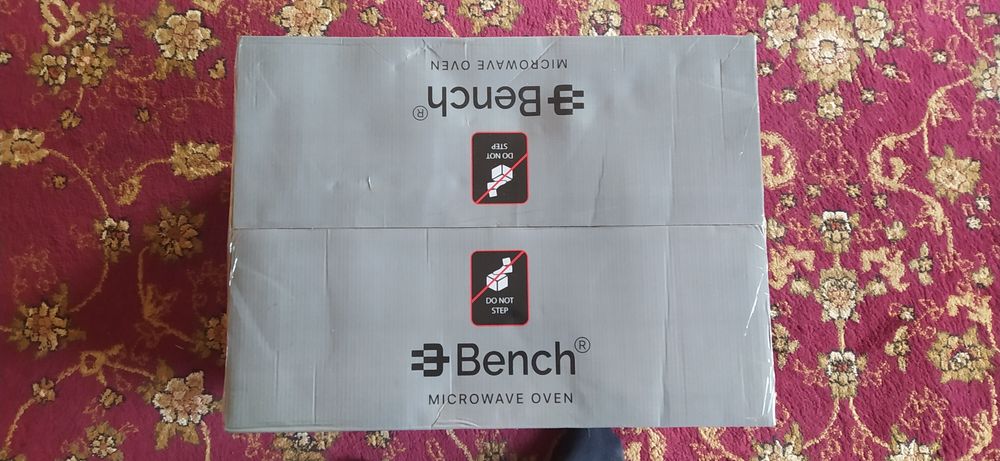 MICROWAVE OVEN
Bench®
DO NOT
STEP
DO NOT
STEP
Bench®
MICROWAVE OVEN